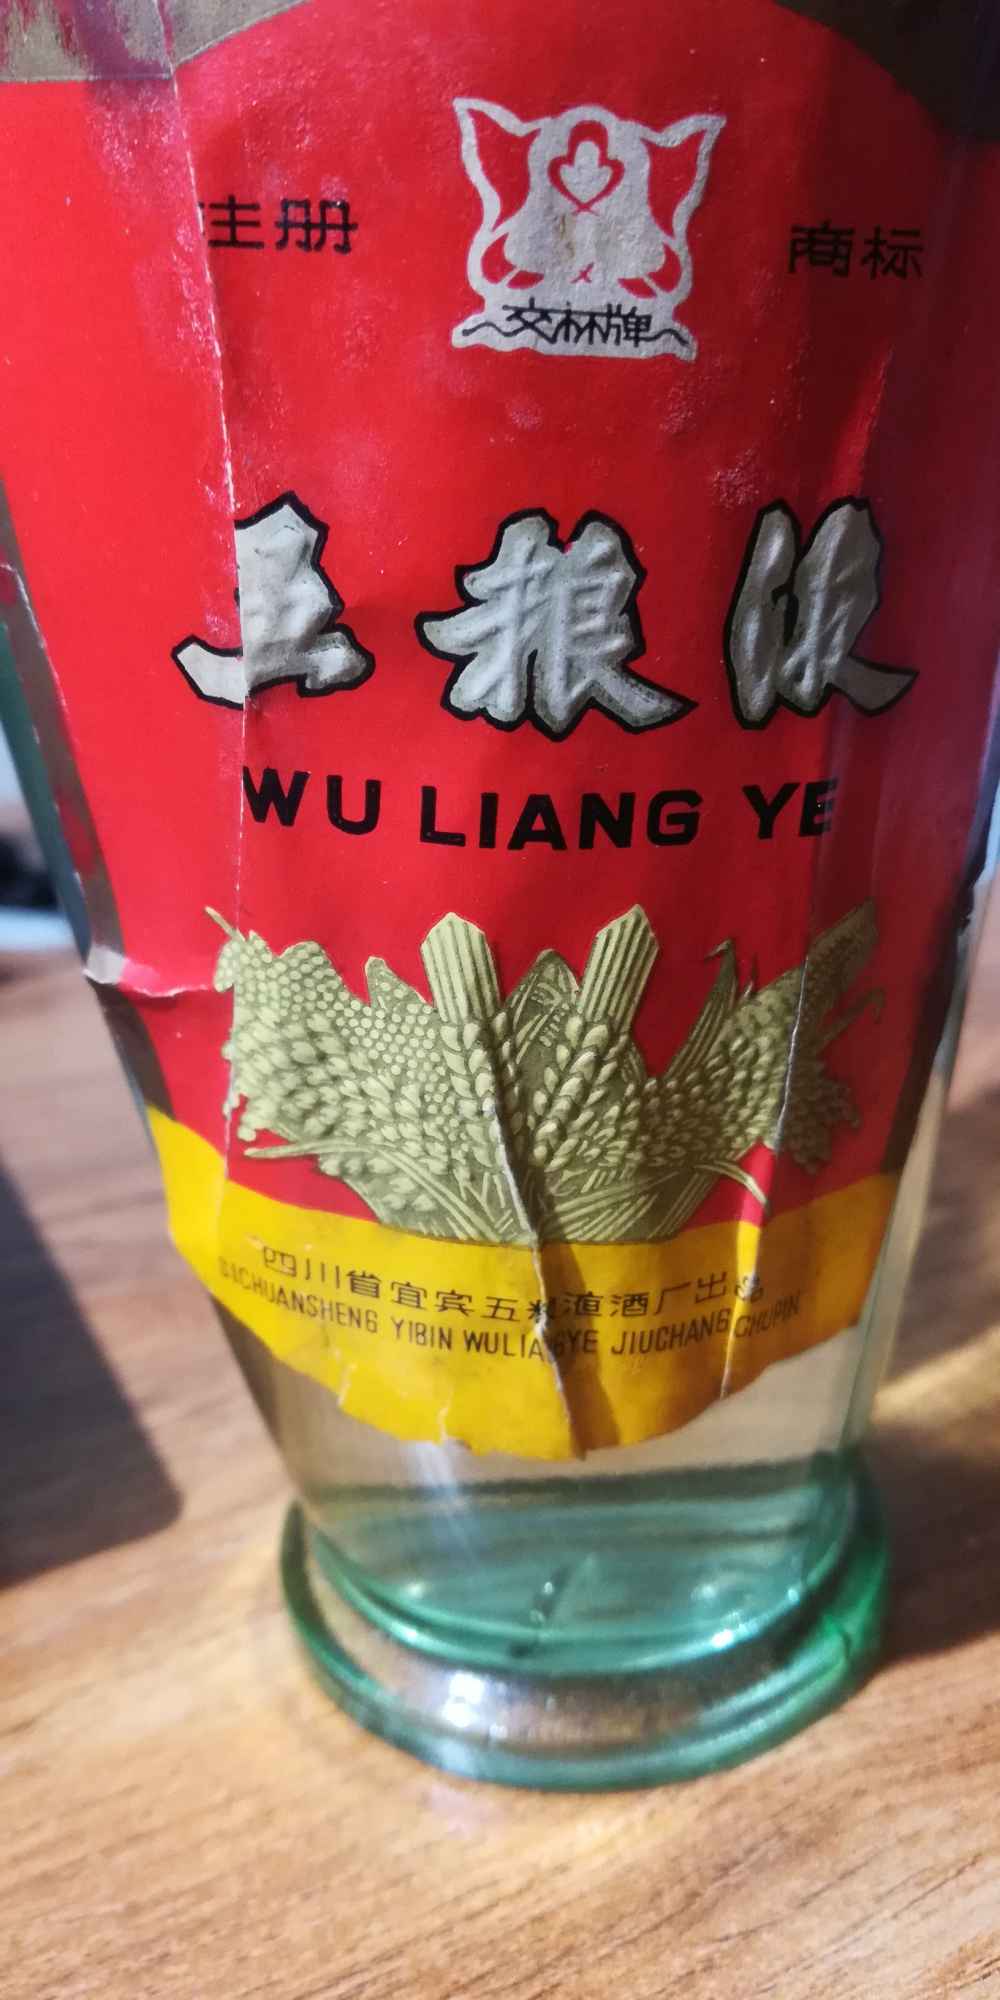 注册 商标
交杯牌
五粮液
WU LIANG YE
四川省宜宾五粮液酒厂出品
SICHUANSHENG YIBIN WULIANGYE JIUCHANG CHUPIN